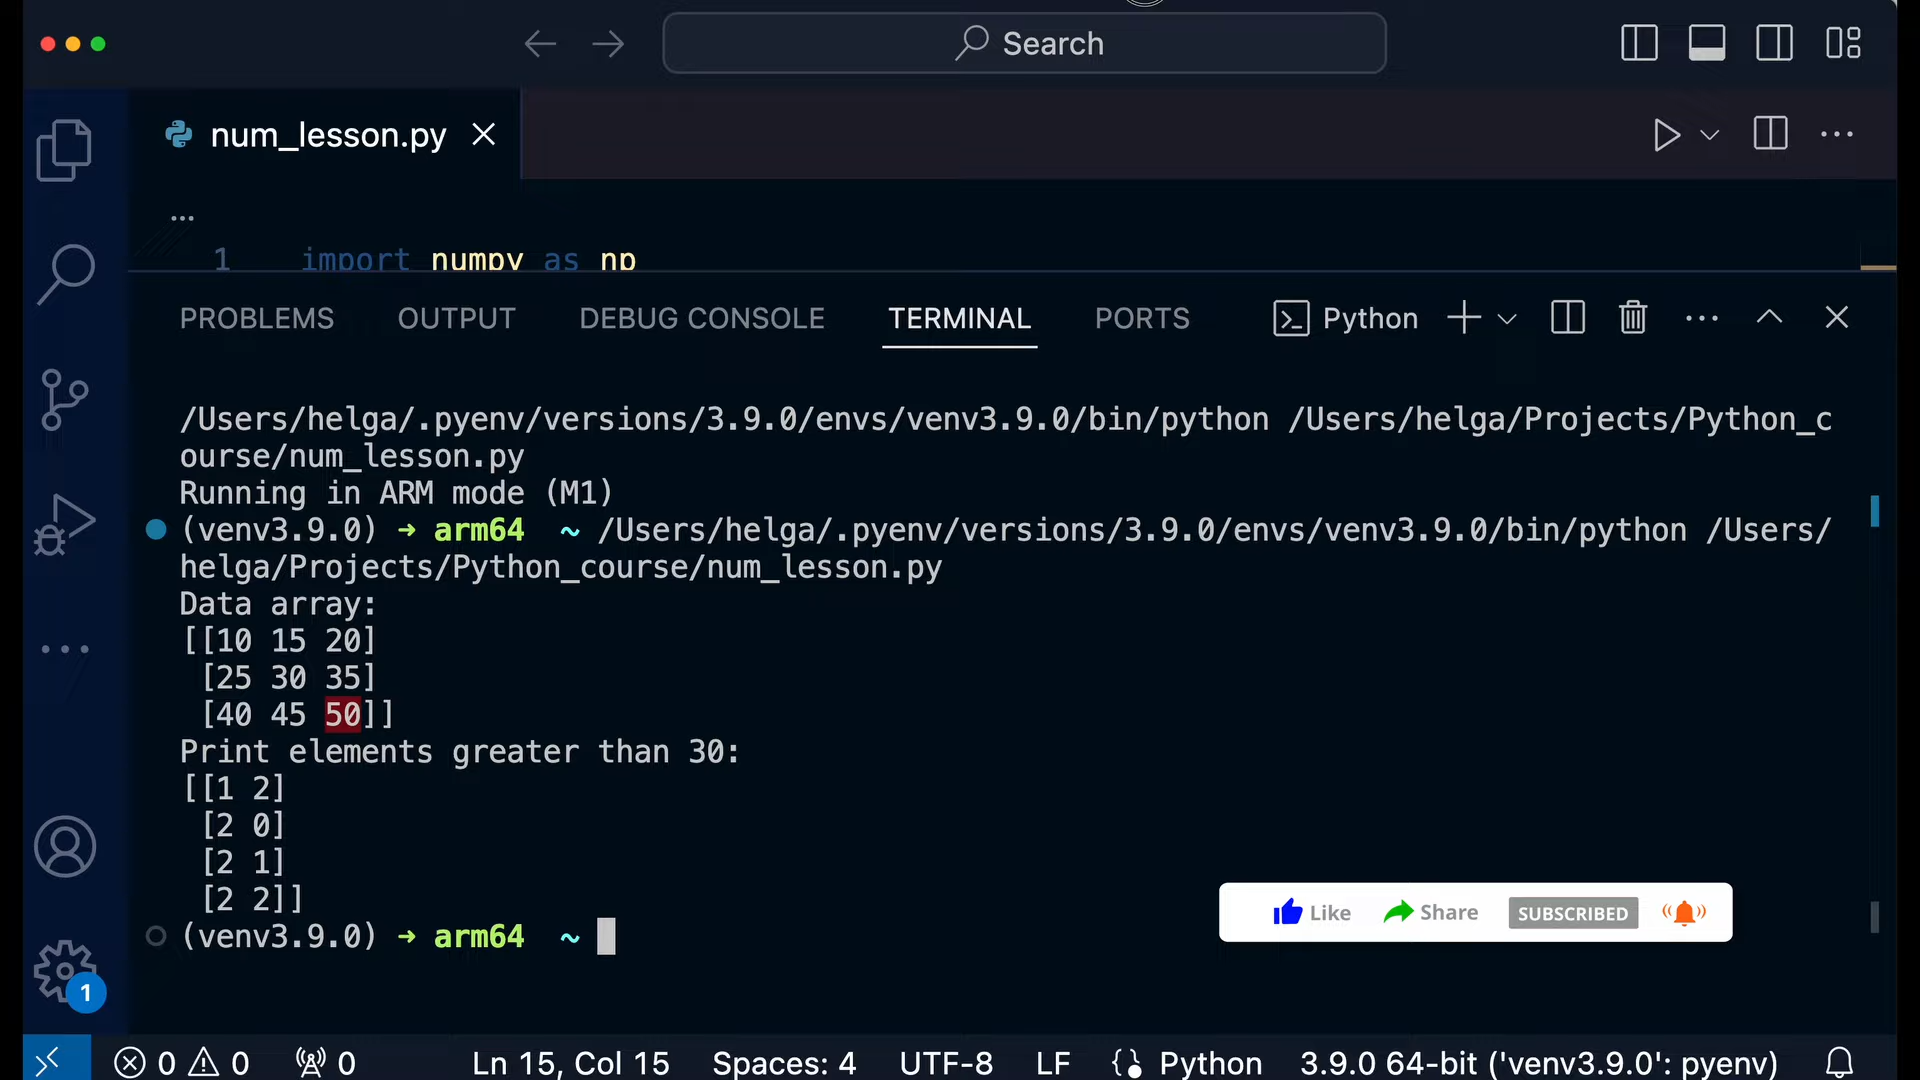 Search
num_lesson.py
...
1 import numpy as np
PROBLEMS OUTPUT DEBUG CONSOLE TERMINAL PORTS Python
/Users/helga/.pyenv/versions/3.9.0/envs/venv3.9.0/bin/python /Users/helga/Projects/Python_c
ourse/num_lesson.py
Running in ARM mode (M1)
(venv3.9.0) → arm64 ~ /Users/helga/.pyenv/versions/3.9.0/envs/venv3.9.0/bin/python /Users/
helga/Projects/Python_course/num_lesson.py
Data array:
[[10 15 20]
[25 30 35]
[40 45 50]]
Print elements greater than 30:
[[1 2]
[2 0]
[2 1]
[2 2]]
Like Share SUBSCRIBED
(venv3.9.0) → arm64 ~
1
0 0 0 Ln 15, Col 15 Spaces: 4 UTF-8 LF {} Python 3.9.0 64-bit ('venv3.9.0': pyenv)